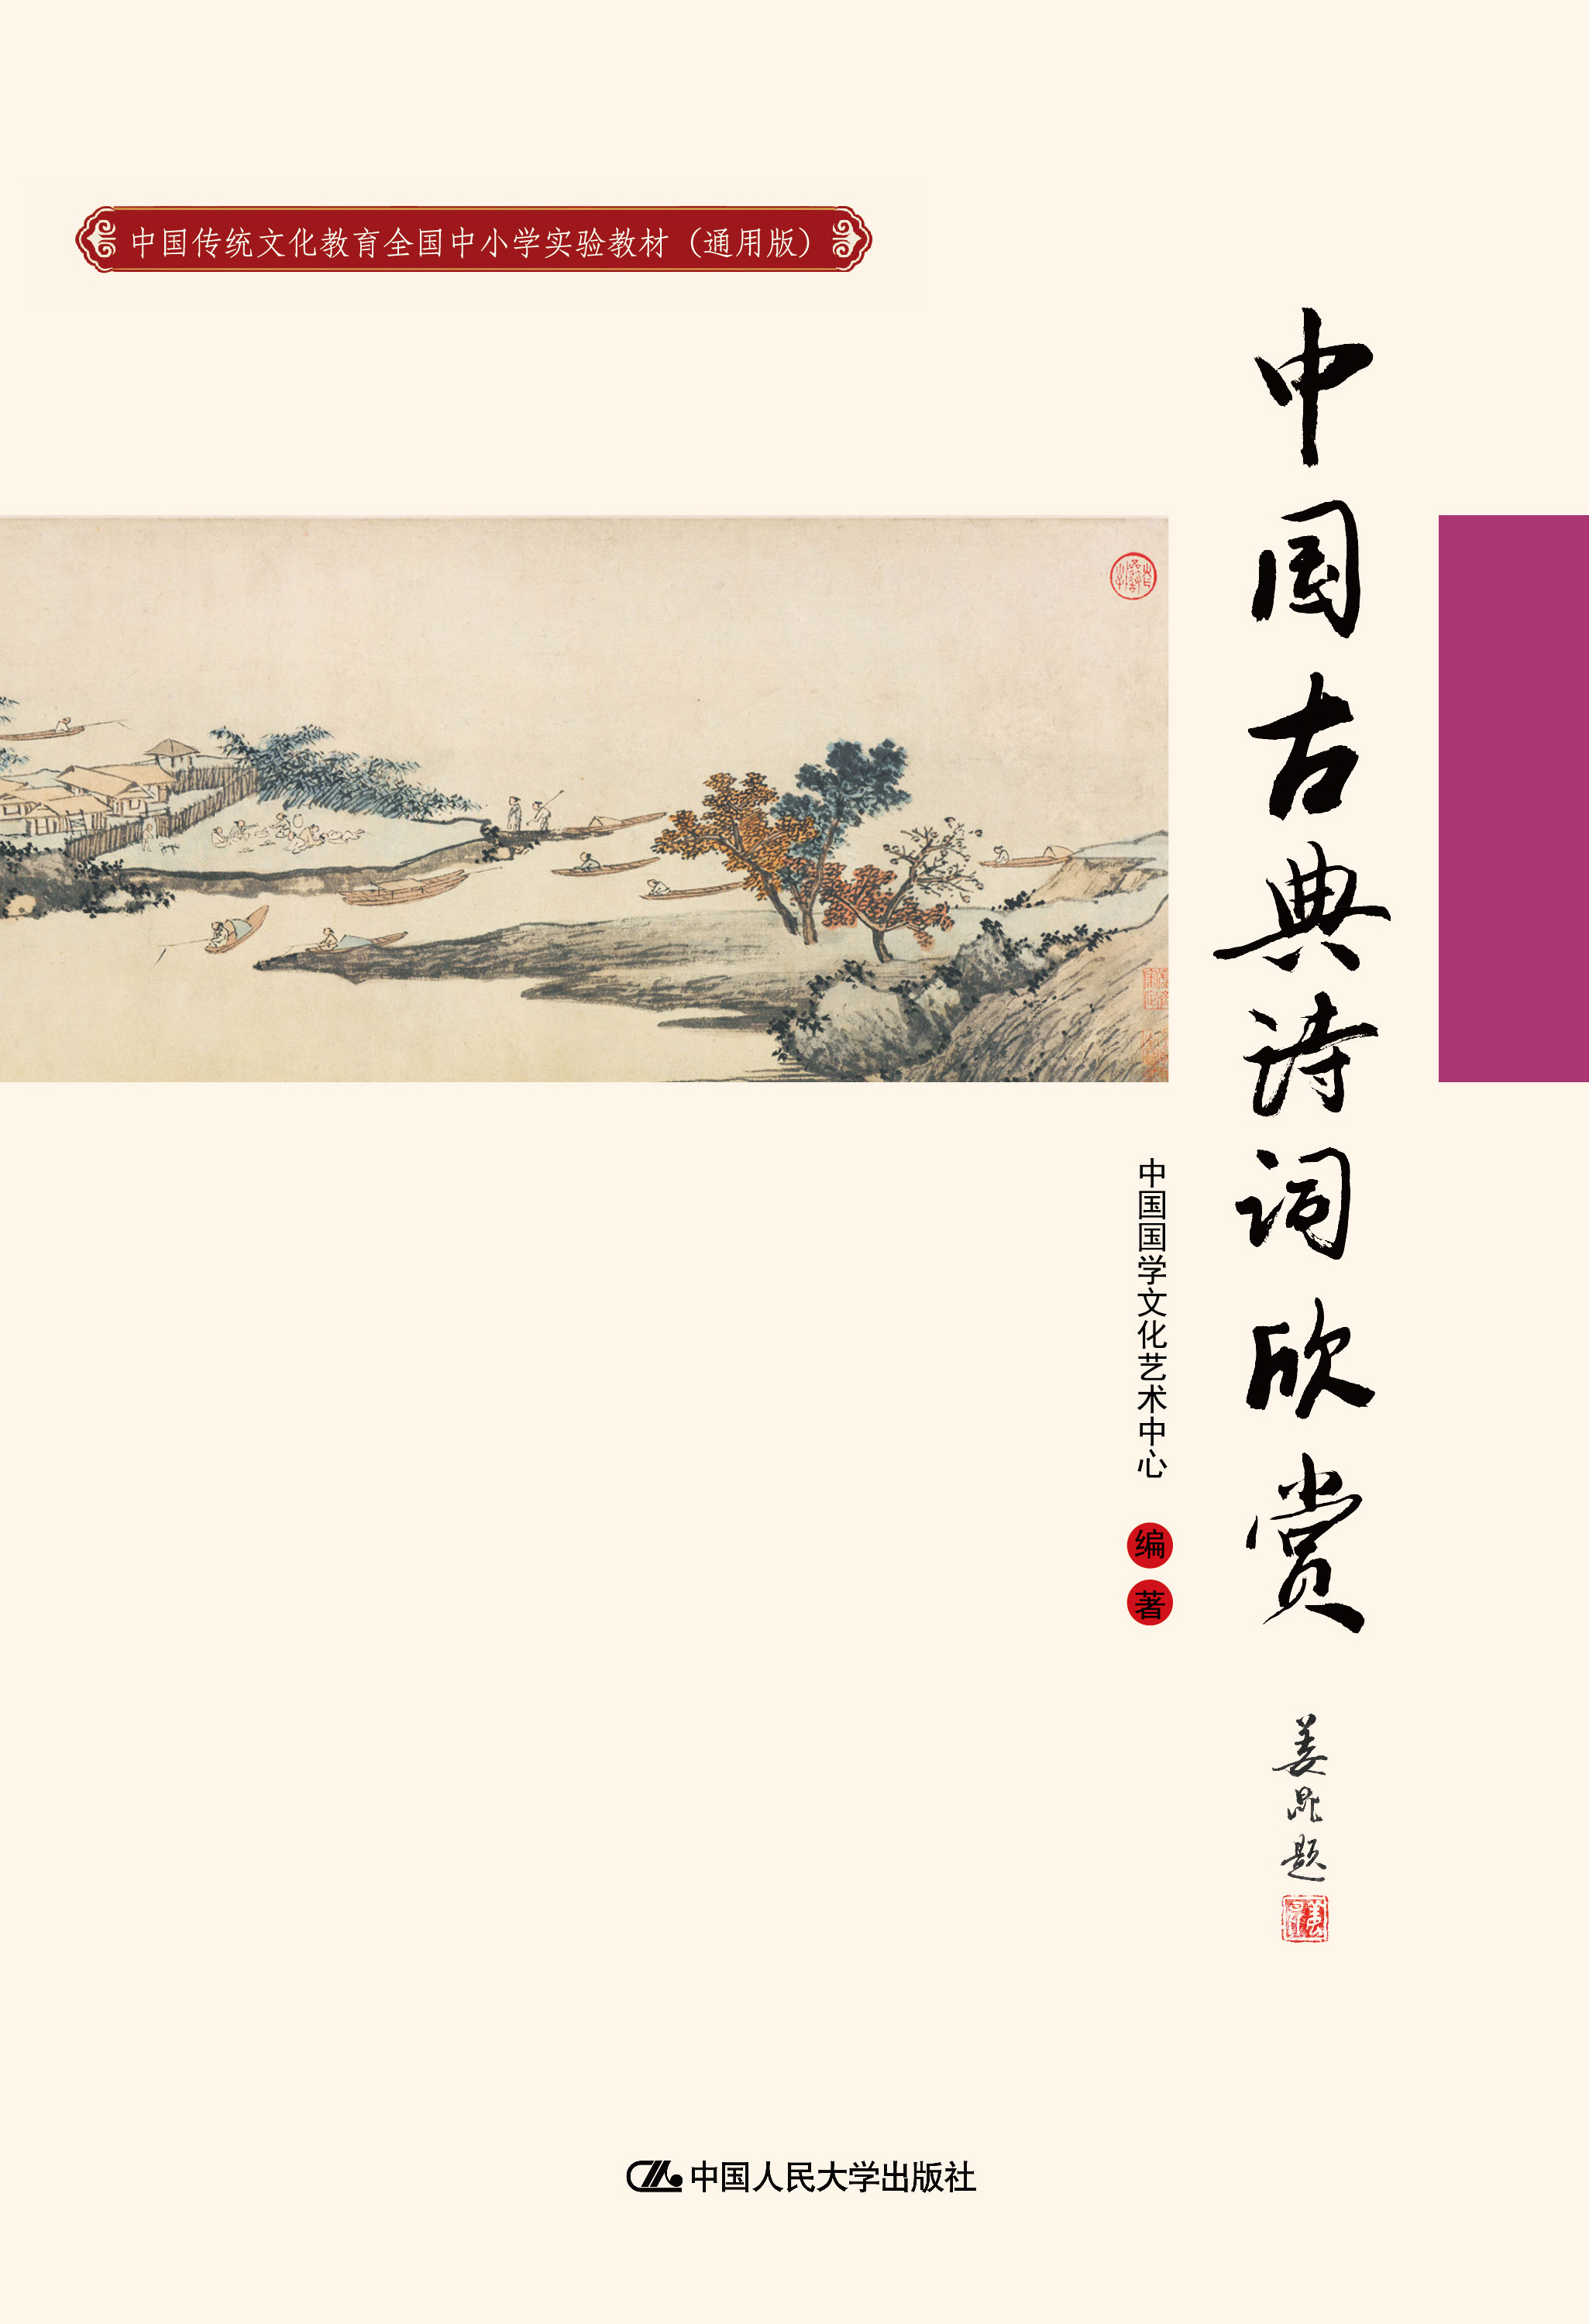 中国传统文化教育全国中小学实验教材（通用版）
中国古典诗词欣赏
中国国学文化艺术中心
编著
姜昆题
中国人民大学出版社